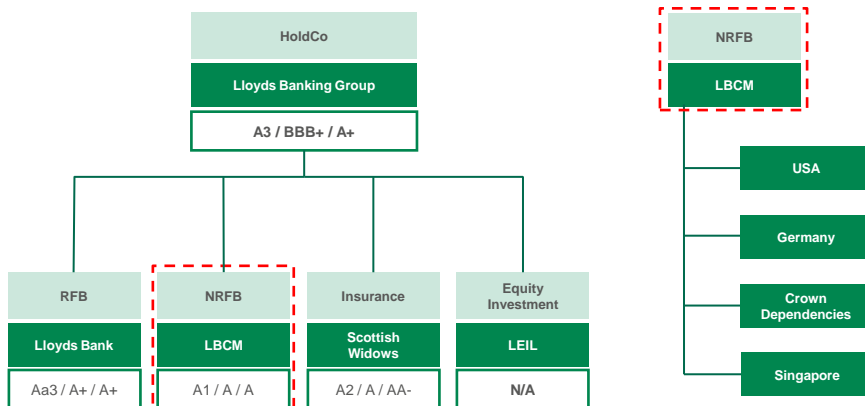 HoldCo
Lloyds Banking Group
A3 / BBB+ / A+
RFB
Lloyds Bank
Aa3 / A+ / A+
NRFB
LBCM
A1 / A / A
Insurance
Scottish
Widows
A2 / A / AA-
Equity
Investment
LEIL
N/A
NRFB
LBCM
USA
Germany
Crown
Dependencies
Singapore